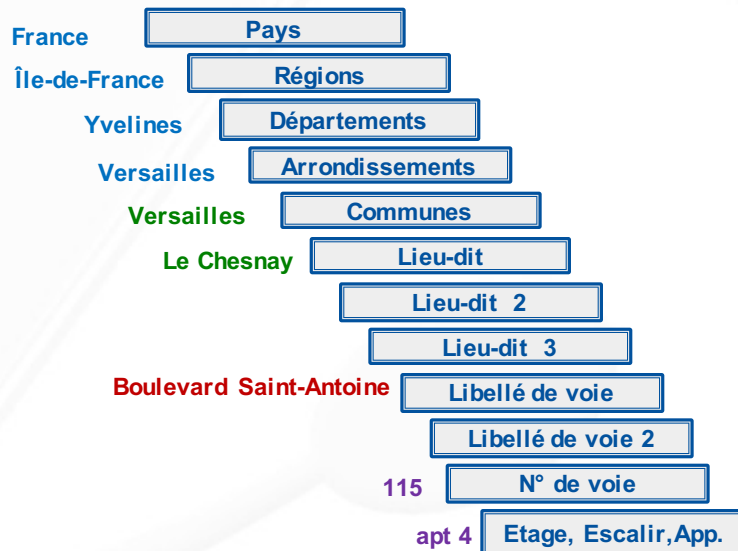 France Pays
Île-de-France Régions
Yvelines Départements
Versailles Arrondissements
Versailles Communes
Le Chesnay Lieu-dit
Lieu-dit 2
Lieu-dit 3
Boulevard Saint-Antoine Libellé de voie
Libellé de voie 2
115 N° de voie
apt 4 Etage, Escalir,App.